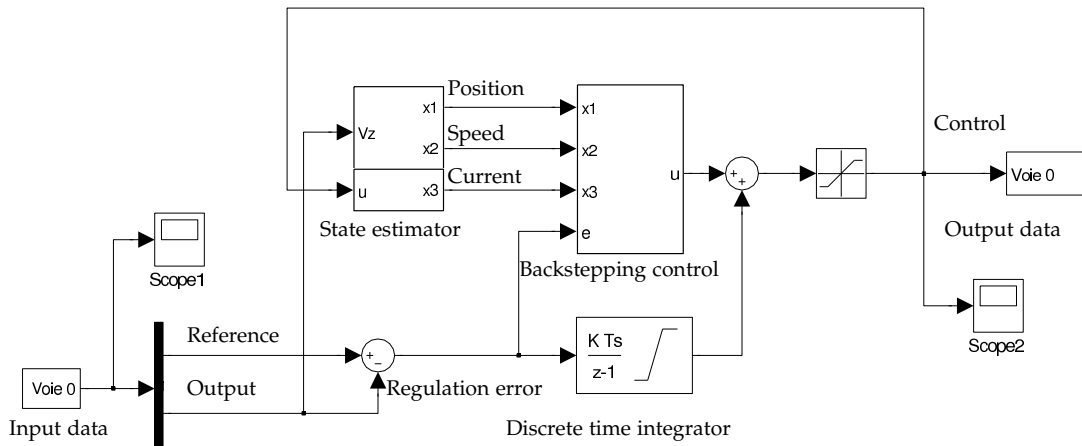 Position
x1
x1
Vz
Speed
x2
x2
Control
Current
u
x3
x3
u
+
+
Voie 0
State estimator
e
Output data
Backstepping control
Scope1
Reference
+
−
K Ts
z-1
Scope2
Voie 0
Output
Regulation error
Input data
Discrete time integrator